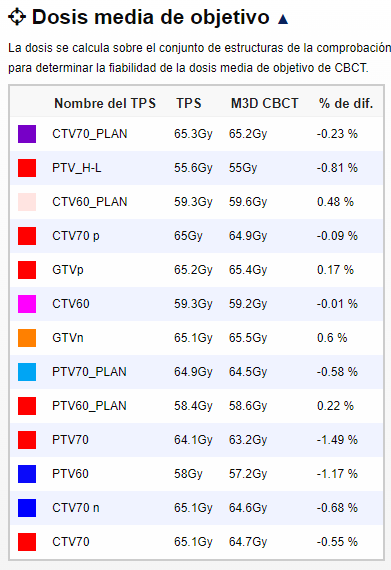 Dosis media de objetivo ▲
La dosis se calcula sobre el conjunto de estructuras de la comprobación
para determinar la fiabilidad de la dosis media de objetivo de CBCT.
Nombre del TPS TPS M3D CBCT % de dif.
CTV70_PLAN 65.3Gy 65.2Gy -0.23 %
PTV_H-L 55.6Gy 55Gy -0.81 %
CTV60_PLAN 59.3Gy 59.6Gy 0.48 %
CTV70 p 65Gy 64.9Gy -0.09 %
GTVp 65.2Gy 65.4Gy 0.17 %
CTV60 59.3Gy 59.2Gy -0.01 %
GTVn 65.1Gy 65.5Gy 0.6 %
PTV70_PLAN 64.9Gy 64.5Gy -0.58 %
PTV60_PLAN 58.4Gy 58.6Gy 0.22 %
PTV70 64.1Gy 63.2Gy -1.49 %
PTV60 58Gy 57.2Gy -1.17 %
CTV70 n 65.1Gy 64.6Gy -0.68 %
CTV70 65.1Gy 64.7Gy -0.55 %